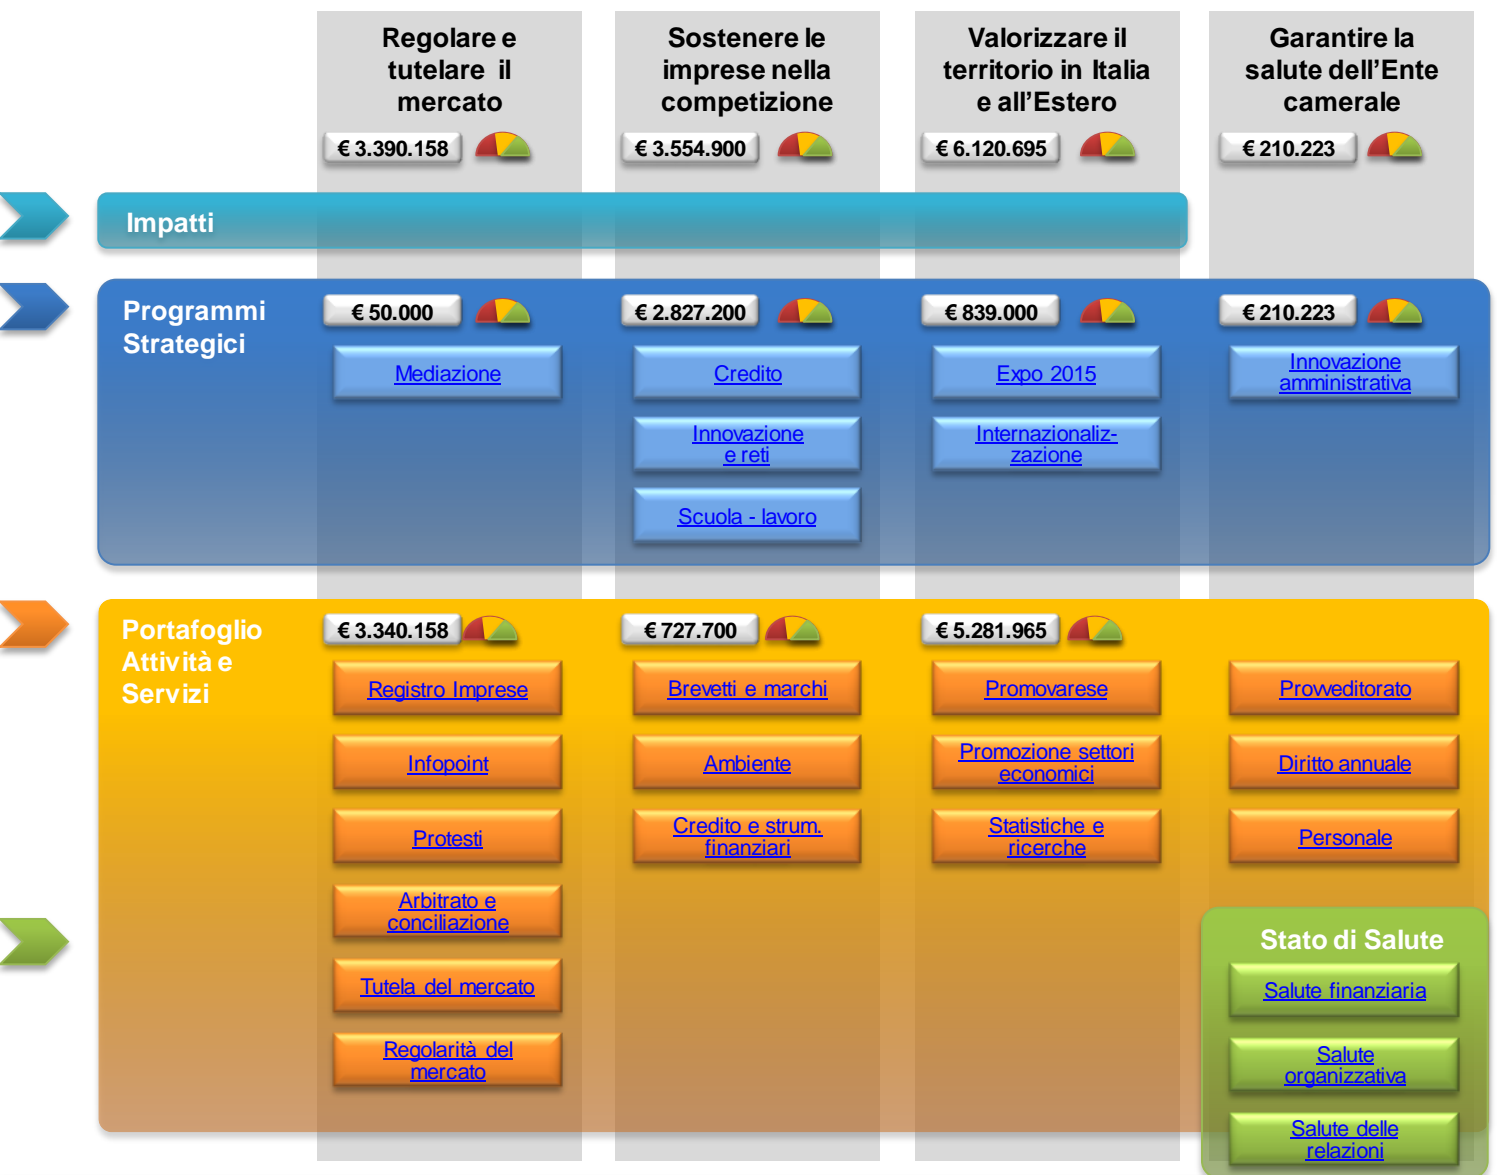 Regolare e
tutelare il
mercato
Sostenere le
imprese nella
competizione
Valorizzare il
territorio in Italia
e all'Estero
Garantire la
salute dell'Ente
camerale
€ 3.390.158
€ 3.554.900
€ 6.120.695
€ 210.223
Impatti
Programmi
Strategici
€ 50.000
€ 2.827.200
€ 839.000
€ 210.223
Mediazione
Credito
Expo 2015
Innovazione
amministrativa
Innovazione
e reti
Internazionaliz-
zazione
Scuola - lavoro
Portafoglio
Attività e
Servizi
€ 3.340.158
€ 727.700
€ 5.281.965
Registro Imprese
Brevetti e marchi
Promovarese
Provveditorato
Infopoint
Ambiente
Promozione settori
economici
Diritto annuale
Protesti
Credito e strum.
finanziari
Statistiche e
ricerche
Personale
Arbitrato e
conciliazione
Stato di Salute
Tutela del mercato
Salute finanziaria
Regolarità del
mercato
Salute
organizzativa
Salute delle
relazioni